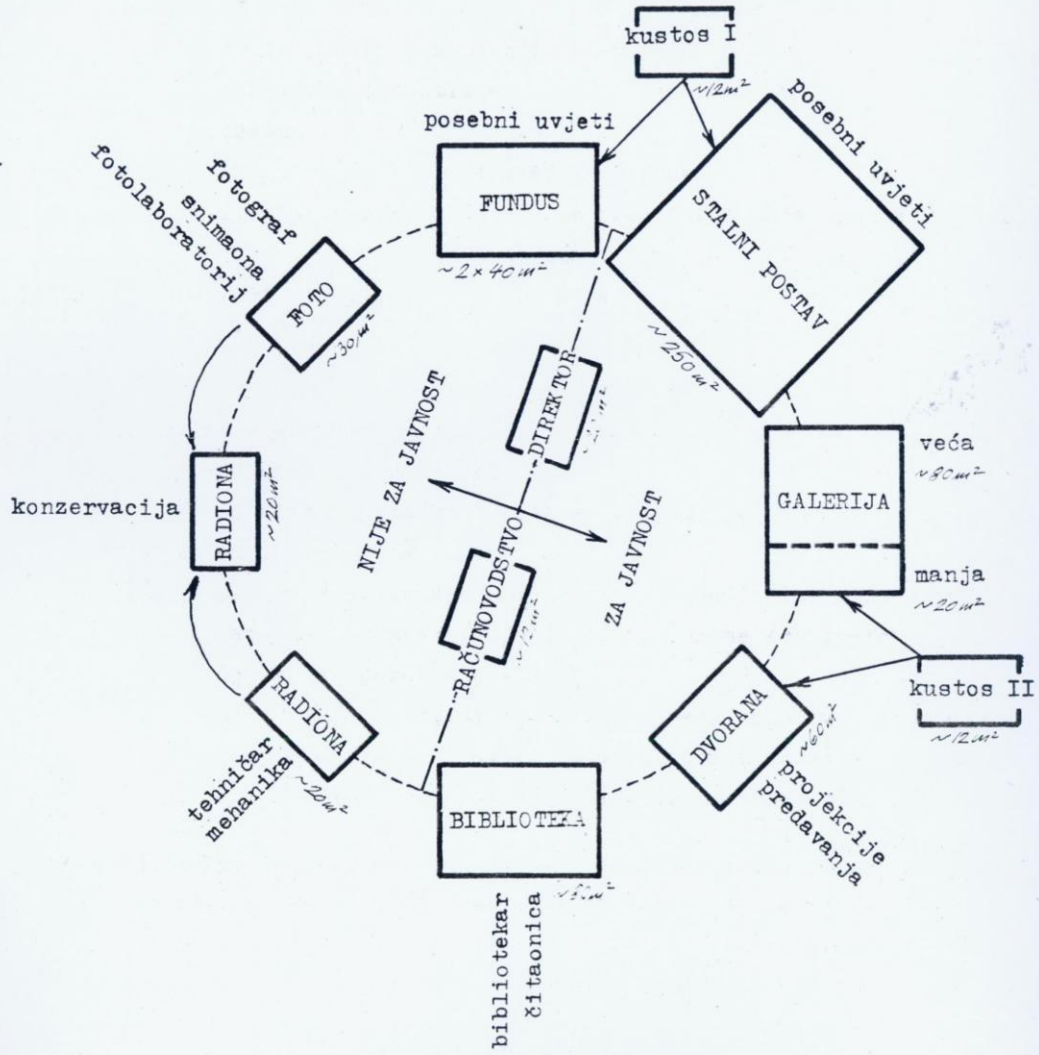 kustos I
~12m²
posebni uvjeti
FUNDUS
~2×40m²
posebni uvjeti
STALNI POSTAV
~250m²
fotograf
snimaona
fotolaboratorij
FOTO
~30m²
DIREKTOR
NIJE ZA JAVNOST
ZA JAVNOST
veća
~80m²
GALERIJA
manja
~20m²
konzervacija
RADIONA
~20m²
RAČUNOVODSTVO
~12m²
kustos II
~12m²
RADIONA
~20m²
tehničar
mehanika
DVORANA
~60m²
projekcije
predavanja
BIBLIOTEKA
bibliotekar
čitaonica